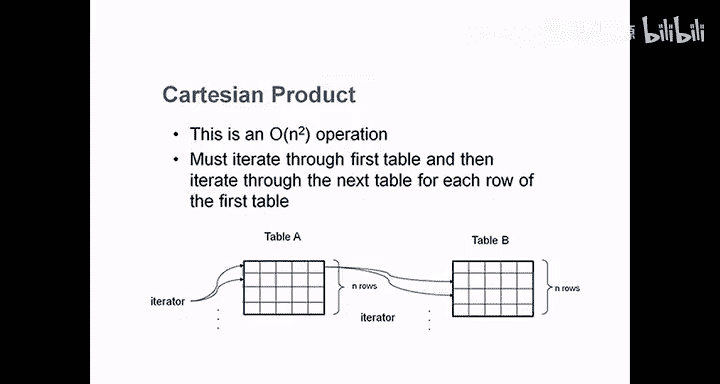 bilibili
Cartesian Product
• This is an O(n²) operation
• Must iterate through first table and then
iterate through the next table for each row of
the first table
Table A
Table B
n rows
n rows
iterator
iterator